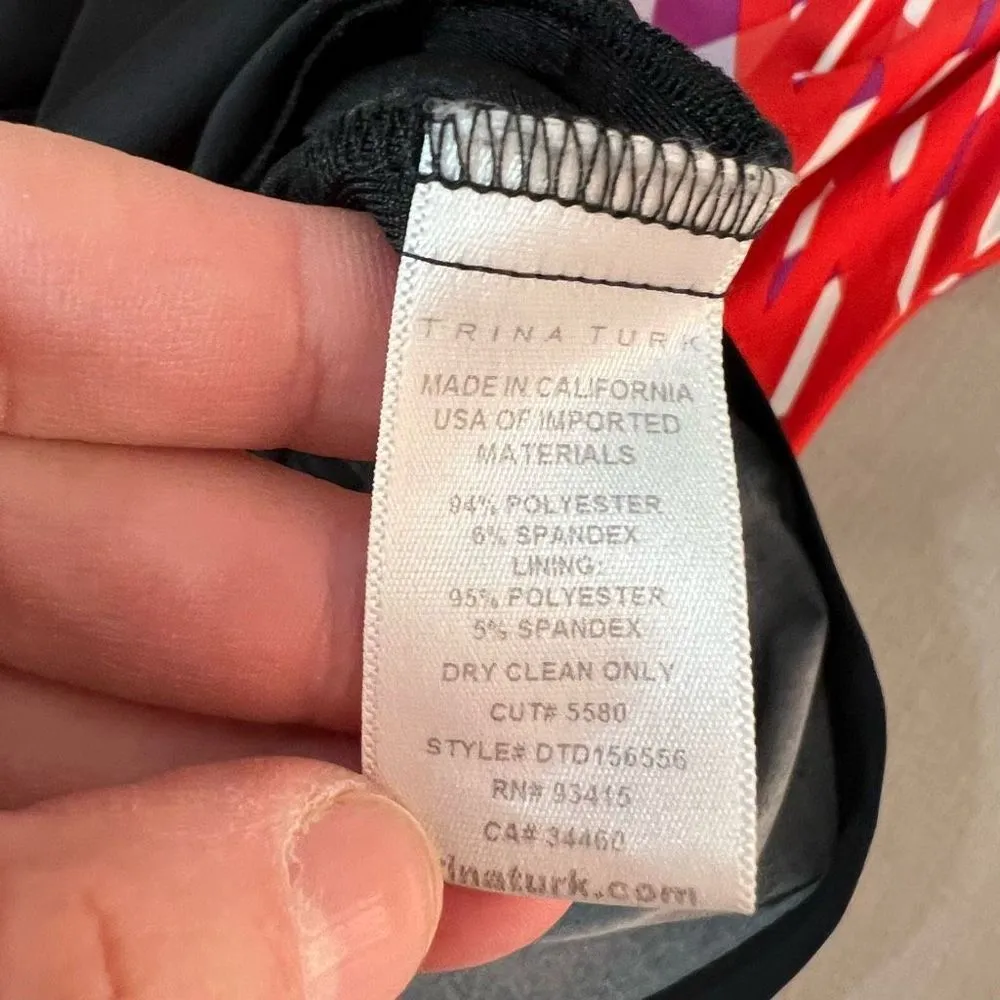 TRINA TURK
MADE IN CALIFORNIA
USA OF IMPORTED
MATERIALS
94% POLYESTER
6% SPANDEX
LINING:
95% POLYESTER
5% SPANDEX
DRY CLEAN ONLY
CUT# 5580
STYLE# DTD156556
RN# 93415
CA# 34460
rinaturk.com